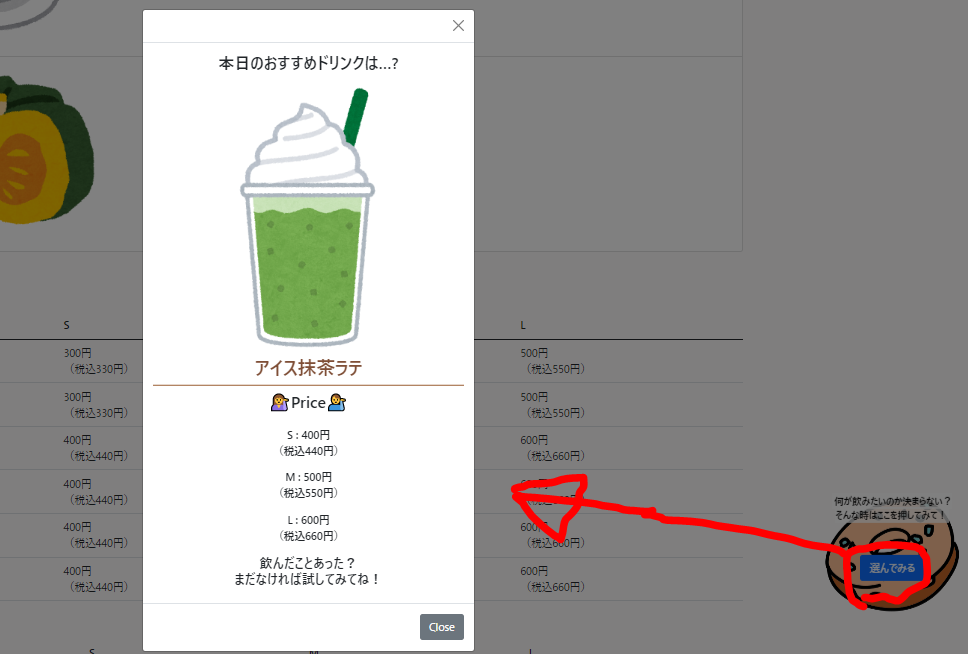 本日のおすすめドリンクは...?
アイス抹茶ラテ
🙋‍♀️Price💁‍♂️
S : 400円
（税込440円）
M : 500円
（税込550円）
L : 600円
（税込660円）
飲んだことあった？
まだなければ試してみてね！
Close
S
L
300円
（税込330円）
500円
（税込550円）
300円
（税込330円）
500円
（税込550円）
400円
（税込440円）
600円
（税込660円）
400円
（税込440円）
400円
（税込440円）
600円
（税込660円）
400円
（税込440円）
600円
（税込660円）
何が飲みたいのか決まらない？
そんな時はここを押してみて！
選んでみる